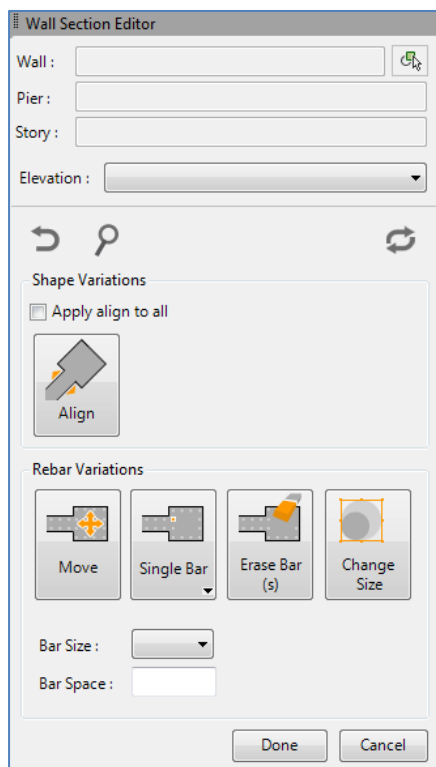 Wall Section Editor
Wall :
Pier :
Story :
Elevation :
Shape Variations
Apply align to all
Align
Rebar Variations
Move
Single Bar
Erase Bar
(s)
Change
Size
Bar Size :
Bar Space :
Done
Cancel